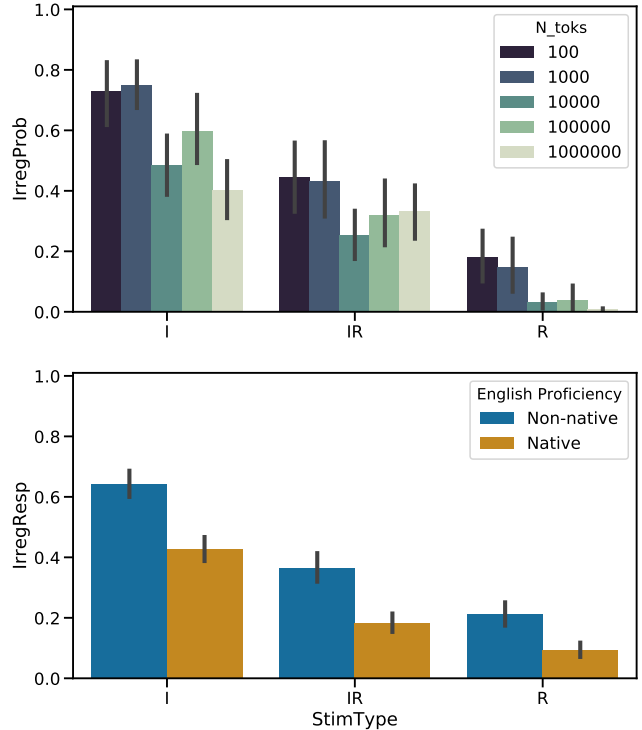 1.0
0.8
0.6
0.4
0.2
0.0
IrregProb
N_toks
100
1000
10000
100000
1000000
I IR R
1.0
0.8
0.6
0.4
0.2
0.0
IrregResp
English Proficiency
Non-native
Native
I IR R
StimType